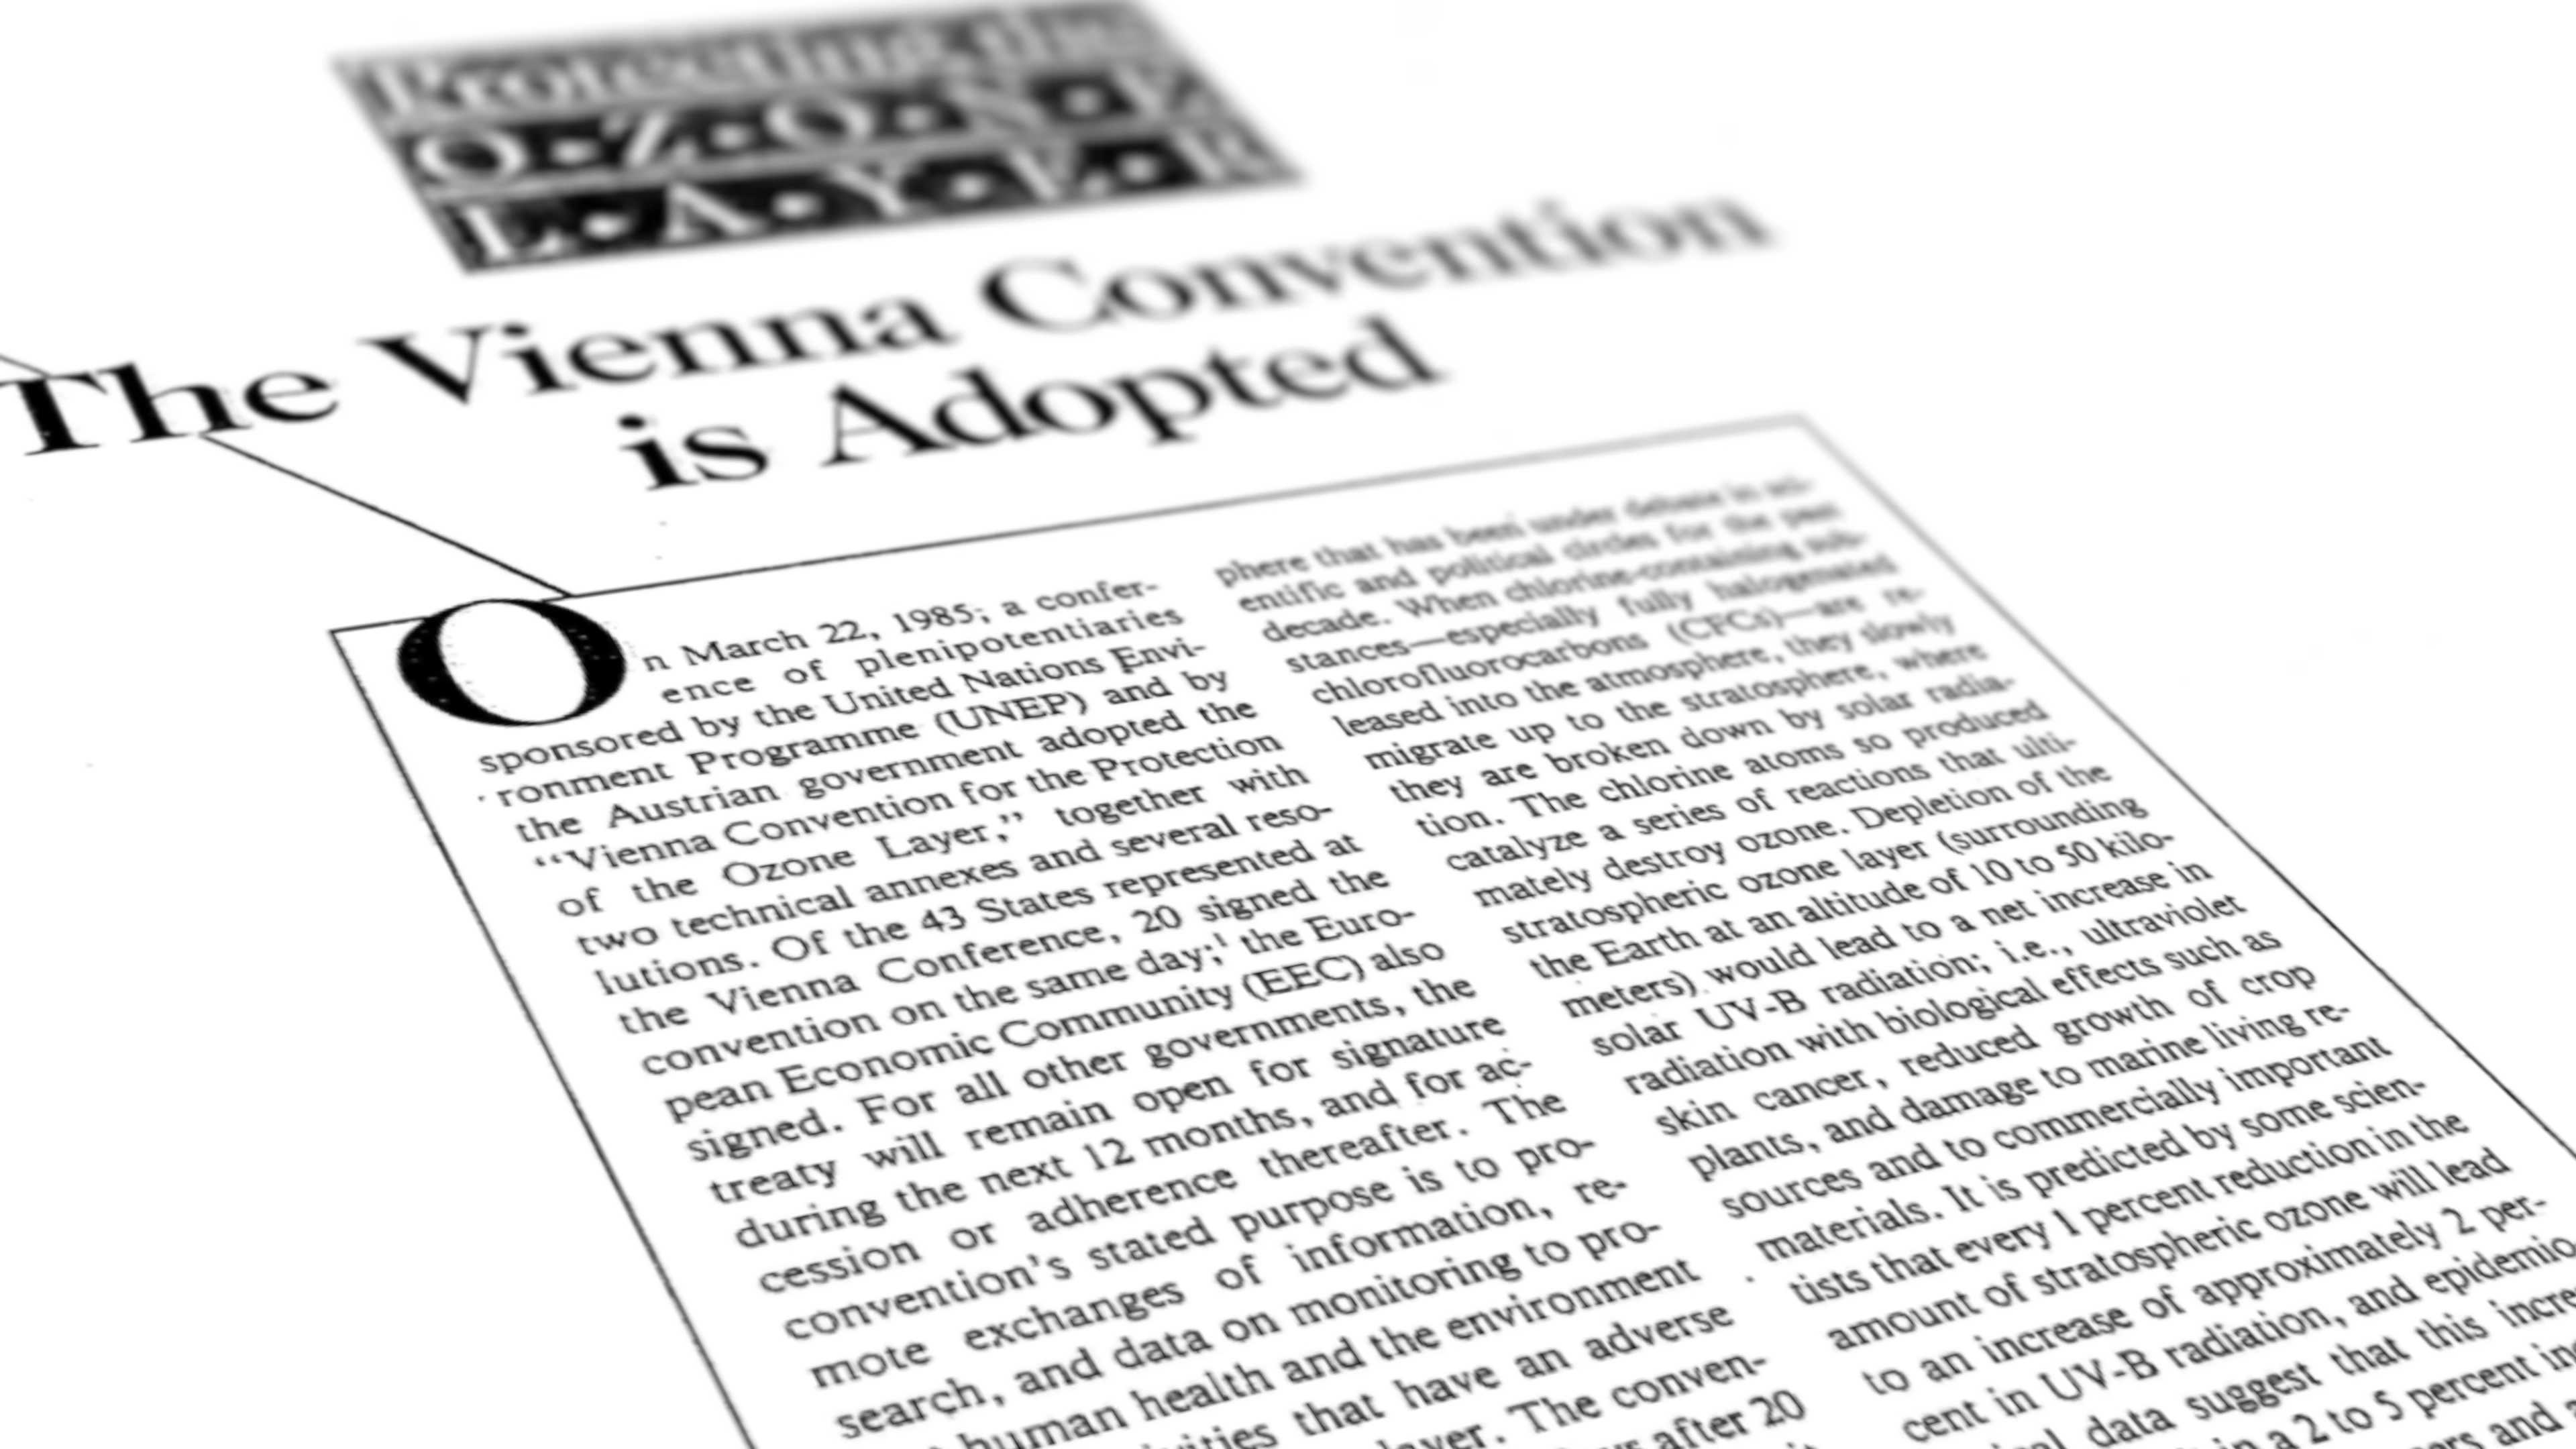 Protecting the
O•Z•O•N•E
L•A•Y•E•R
The Vienna Convention
is Adopted
On March 22, 1985, a confer-
ence of plenipotentiaries
sponsored by the United Nations Envi-
ronment Programme (UNEP) and by
the Austrian government adopted the
“Vienna Convention for the Protection
of the Ozone Layer,” together with
two technical annexes and several reso-
lutions. Of the 43 States represented at
the Vienna Conference, 20 signed the
convention on the same day;¹ the Euro-
pean Economic Community (EEC) also
signed. For all other governments, the
treaty will remain open for signature
during the next 12 months, and for ac-
cession or adherence thereafter. The
convention’s stated purpose is to pro-
mote exchanges of information, re-
search, and data on monitoring to pro-
human health and the environment
that have an adverse
The conven-
after 20
phere that has been under debate in sci-
entific and political circles for the past
decade. When chlorine-containing sub-
stances—especially fully halogenated
chlorofluorocarbons (CFCs)—are re-
leased into the atmosphere, they slowly
migrate up to the stratosphere, where
they are broken down by solar radia-
tion. The chlorine atoms so produced
catalyze a series of reactions that ulti-
mately destroy ozone. Depletion of the
stratospheric ozone layer (surrounding
the Earth at an altitude of 10 to 50 kilo-
meters) would lead to a net increase in
solar UV-B radiation; i.e., ultraviolet
radiation with biological effects such as
skin cancer, reduced growth of crop
plants, and damage to marine living re-
sources and to commercially important
materials. It is predicted by some scien-
tists that every 1 percent reduction in the
amount of stratospheric ozone will lead
to an increase of approximately 2 per-
cent in UV-B radiation, and epidemio
data suggest that this incre
in a 2 to 5 percent in
and